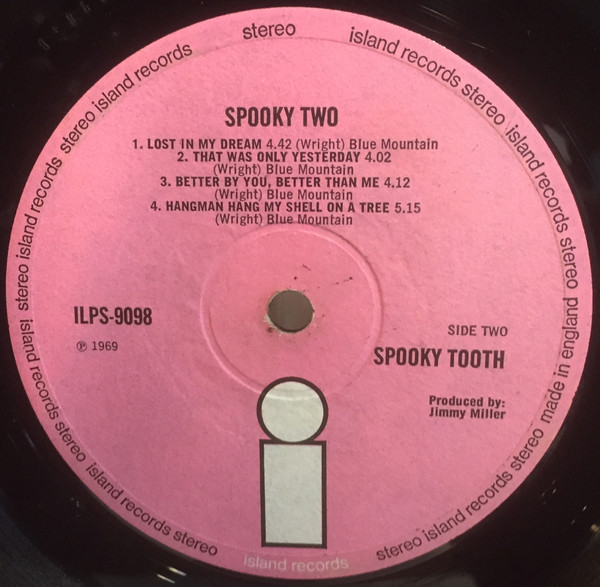 stereo
island records stereo
SPOOKY TWO
1. LOST IN MY DREAM 4.42 (Wright) Blue Mountain
2. THAT WAS ONLY YESTERDAY 4.02
(Wright) Blue Mountain
3. BETTER BY YOU, BETTER THAN ME 4.12
(Wright) Blue Mountain
4. HANGMAN HANG MY SHELL ON A TREE 5.15
(Wright) Blue Mountain
ILPS-9098
℗ 1969
SIDE TWO
SPOOKY TOOTH
Produced by:
Jimmy Miller
island records stereo
made in england
stereo island records
island records
island records stereo
island records stereo
stereo island records
stereo island records